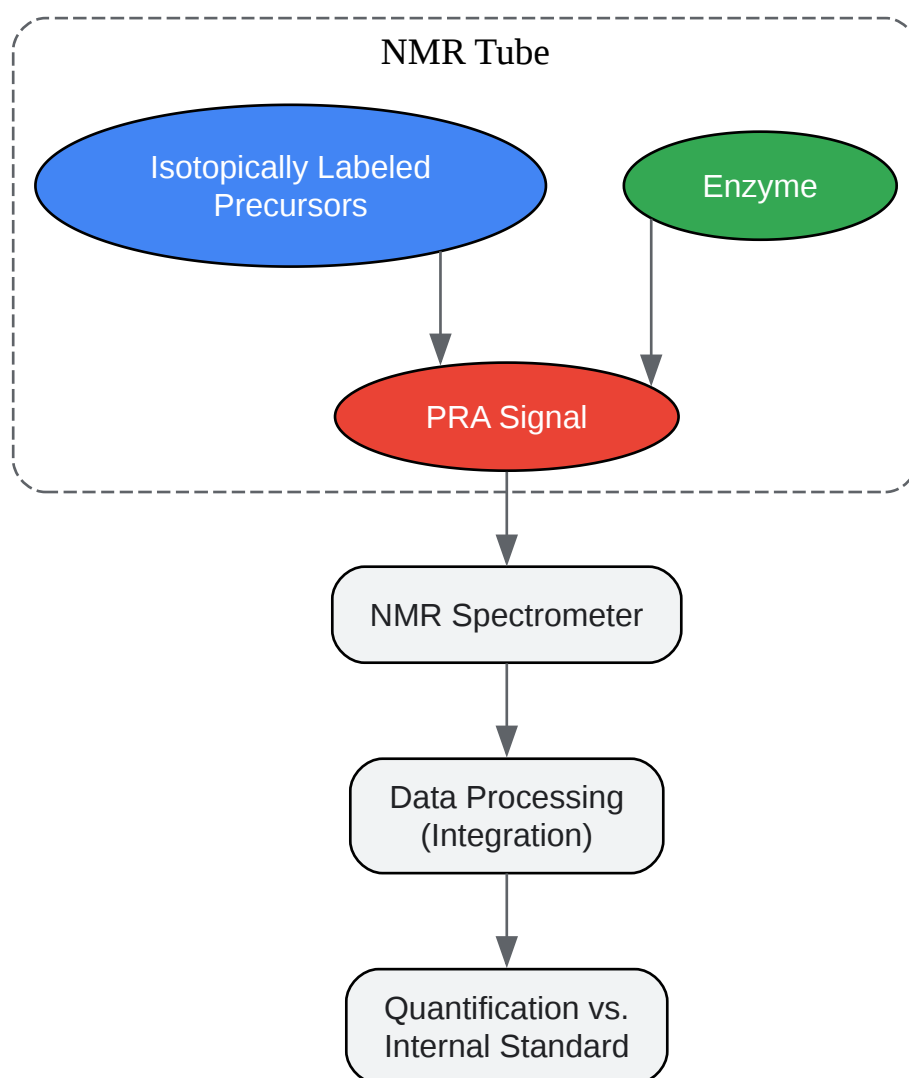 NMR Tube
Isotopically Labeled
Precursors
Enzyme
PRA Signal
NMR Spectrometer
Data Processing
(Integration)
Quantification vs.
Internal Standard